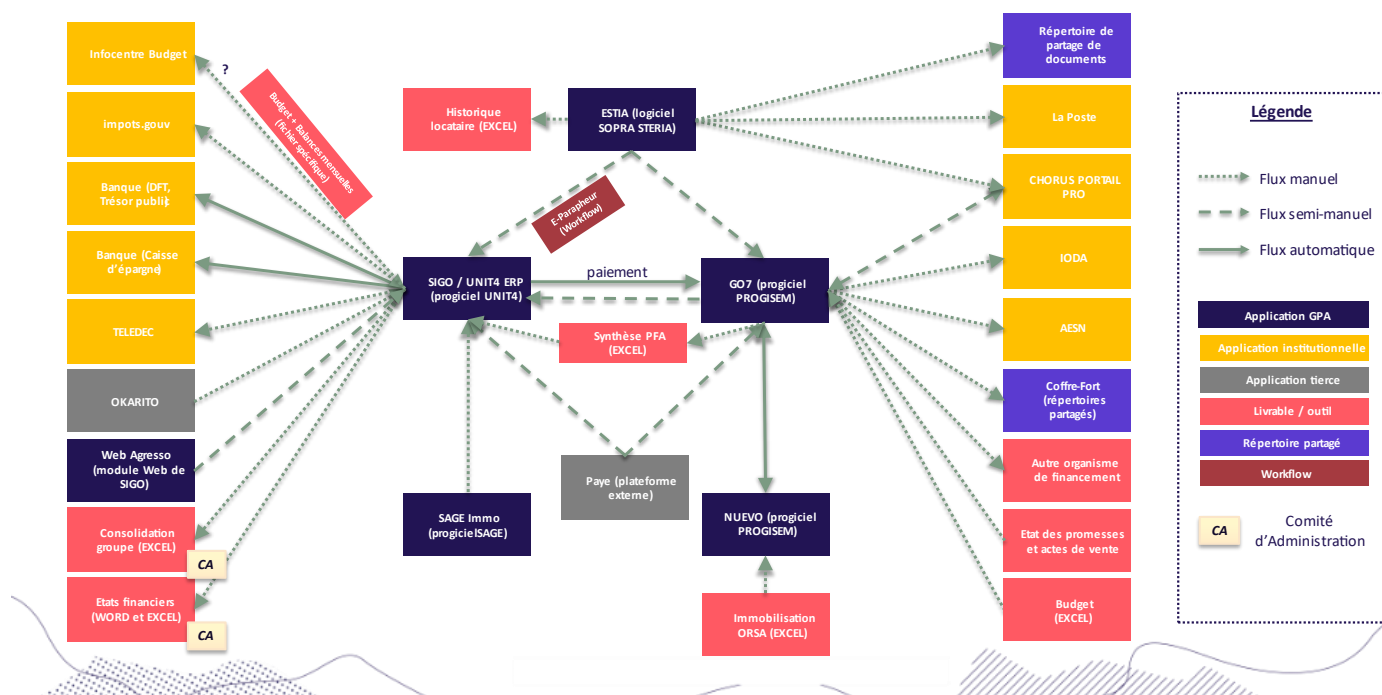 Infocentre Budget
impots.gouv
Banque (DFT,
Trésor public)
Banque (Caisse
d'épargne)
TELEDEC
OKARITO
Web Agresso
(module Web de
SIGO)
Consolidation
groupe (EXCEL)
CA
Etats financiers
(WORD et EXCEL)
CA
?
Budget + Balances mensuelles
(fichier spécifique)
Historique
locataire (EXCEL)
ESTIA (logiciel
SOPRA STERIA)
E-Parapheur
(Workflow)
SIGO / UNIT4 ERP
(progiciel UNIT4)
paiement
GO7 (progiciel
PROGISEM)
Synthèse PFA
(EXCEL)
SAGE Immo
(progicielSAGE)
Paye (plateforme
externe)
NUEVO (progiciel
PROGISEM)
Immobilisation
ORSA (EXCEL)
Répertoire de
partage de
documents
La Poste
CHORUS PORTAIL
PRO
IODA
AESN
Coffre-Fort
(répertoires
partagés)
Autre organisme
de financement
Etat des promesses
et actes de vente
Budget
(EXCEL)
Légende
Flux manuel
Flux semi-manuel
Flux automatique
Application GPA
Application institutionnelle
Application tierce
Livrable / outil
Répertoire partagé
Workflow
CA
Comité
d'Administration